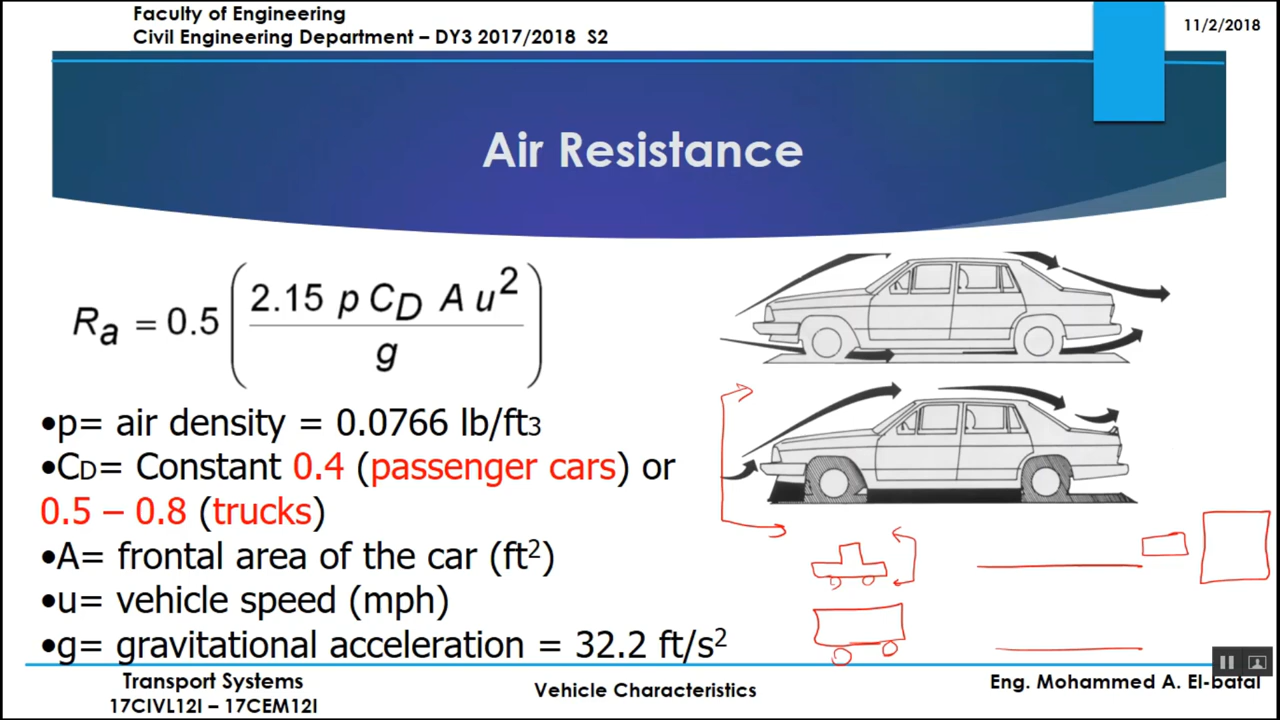 Faculty of Engineering
Civil Engineering Department – DY3 2017/2018 S2
11/2/2018
Air Resistance
Ra = 0.5 ( 2.15 p CD A u² / g )
•p= air density = 0.0766 lb/ft3
•CD= Constant 0.4 (passenger cars) or
0.5 – 0.8 (trucks)
•A= frontal area of the car (ft²)
•u= vehicle speed (mph)
•g= gravitational acceleration = 32.2 ft/s²
Transport Systems
17CIVL12I – 17CEM12I
Vehicle Characteristics
Eng. Mohammed A. El-batal